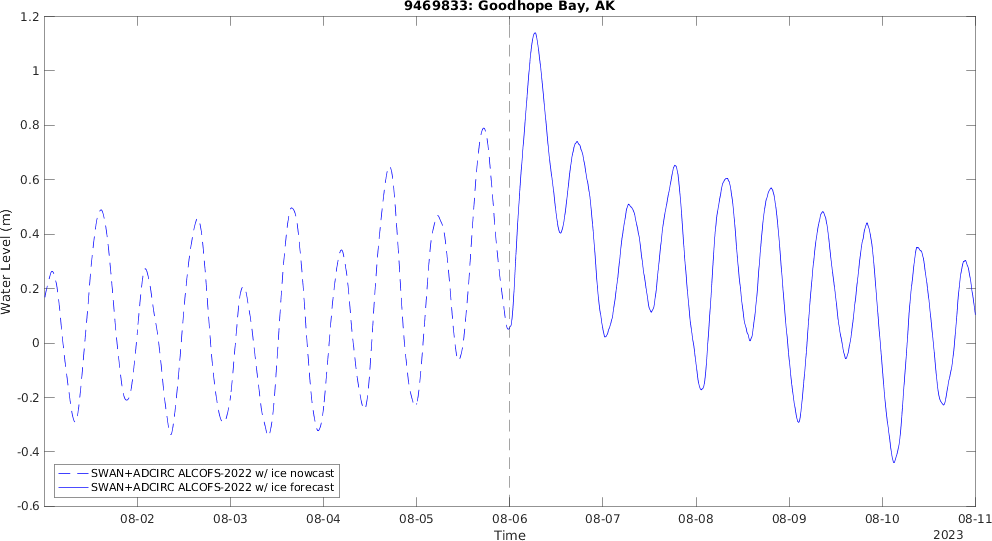 9469833: Goodhope Bay, AK
Water Level (m)
1.2
1
0.8
0.6
0.4
0.2
0
-0.2
-0.4
-0.6
SWAN+ADCIRC ALCOFS-2022 w/ ice nowcast
SWAN+ADCIRC ALCOFS-2022 w/ ice forecast
08-02 08-03 08-04 08-05 08-06 08-07 08-08 08-09 08-10 08-11
Time
2023